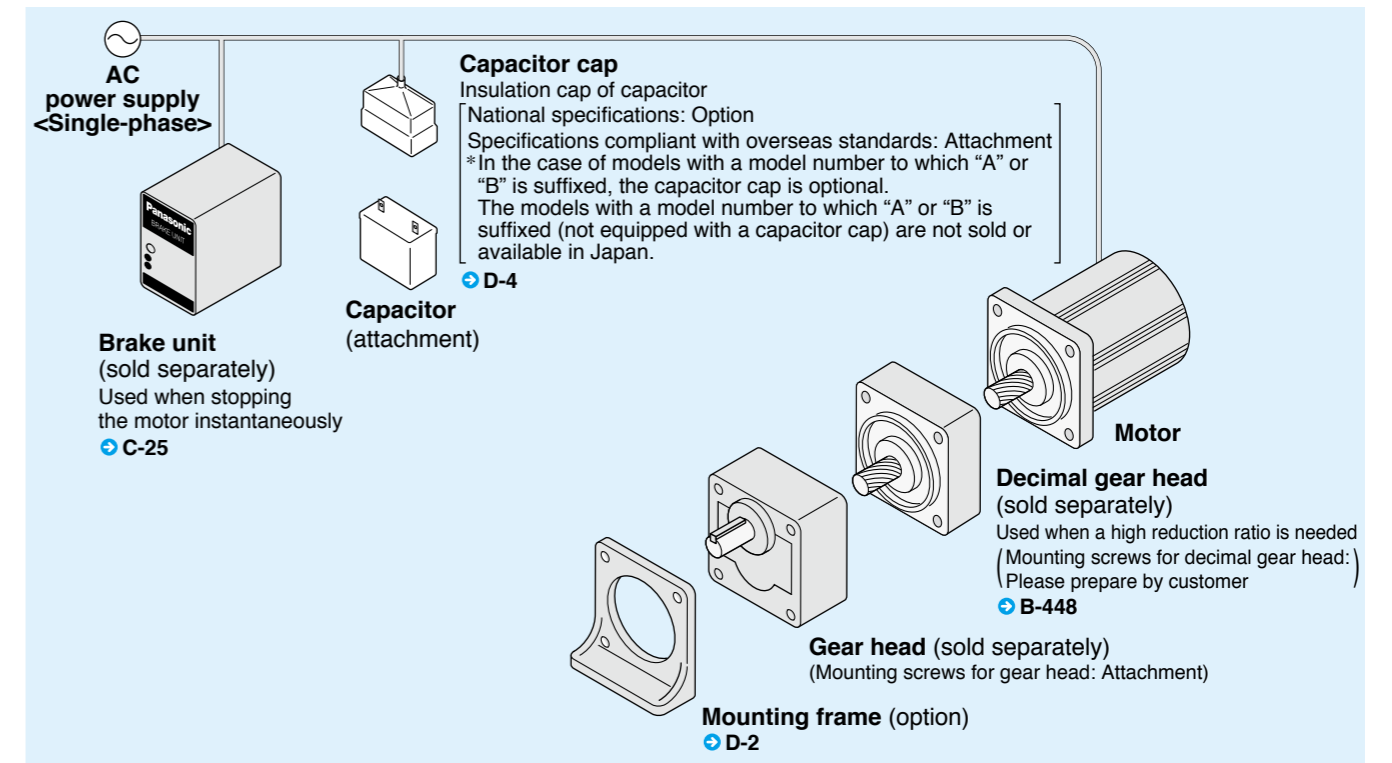 AC
power supply
<Single-phase>
Capacitor cap
Insulation cap of capacitor
National specifications: Option
Specifications compliant with overseas standards: Attachment
*In the case of models with a model number to which “A” or
“B” is suffixed, the capacitor cap is optional.
The models with a model number to which “A” or “B” is
suffixed (not equipped with a capacitor cap) are not sold or
available in Japan.
D-4
Panasonic
BRAKE UNIT
Capacitor
(attachment)
Brake unit
(sold separately)
Used when stopping
the motor instantaneously
C-25
Motor
Decimal gear head
(sold separately)
Used when a high reduction ratio is needed
(Mounting screws for decimal gear head:
Please prepare by customer)
B-448
Gear head (sold separately)
(Mounting screws for gear head: Attachment)
Mounting frame (option)
D-2